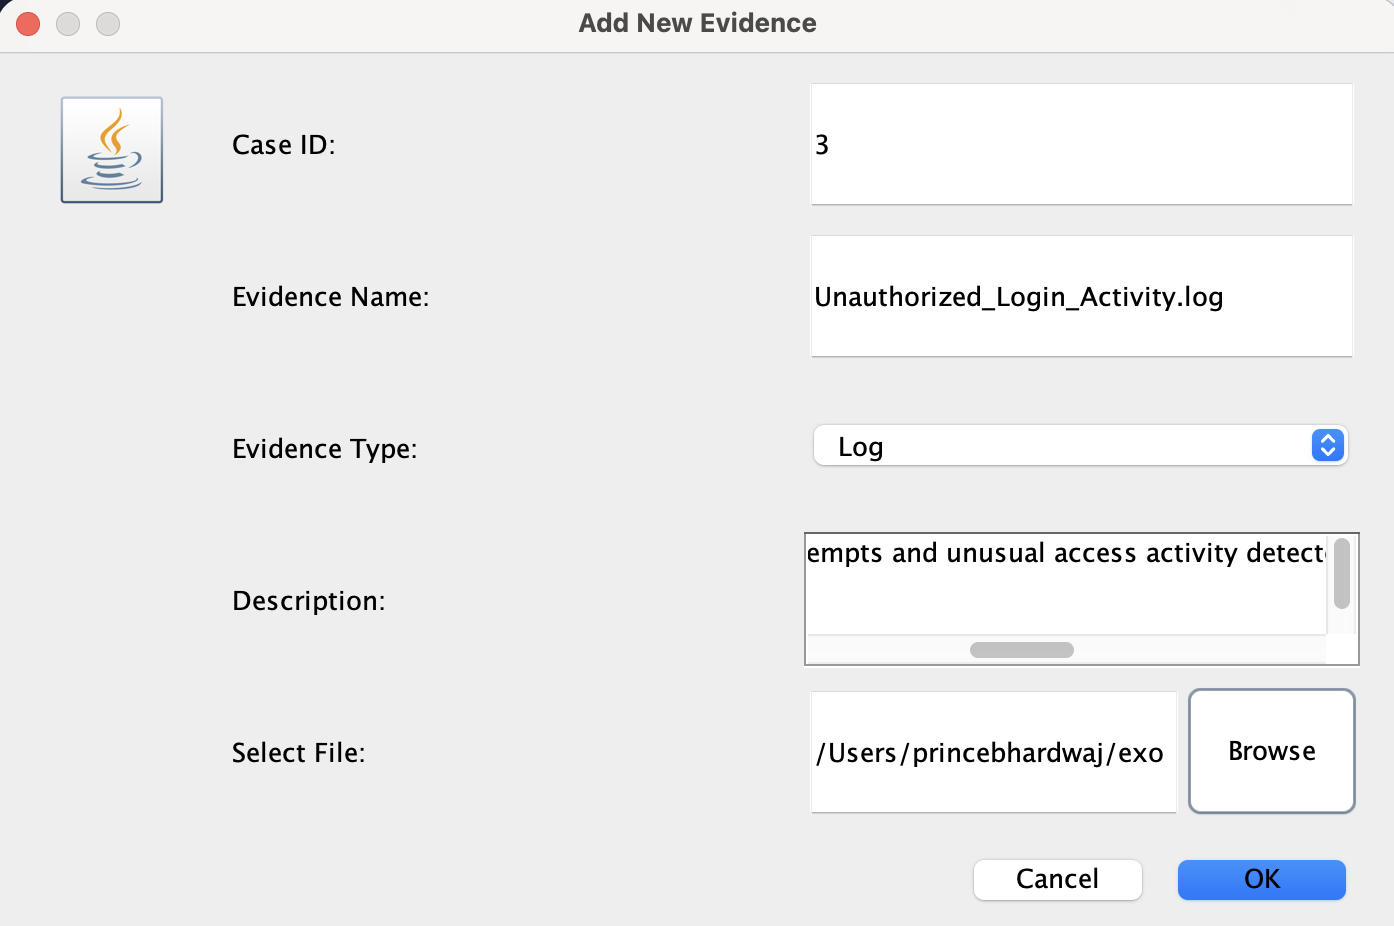 Add New Evidence
Case ID:
3
Evidence Name:
Unauthorized_Login_Activity.log
Evidence Type:
Log
Description:
empts and unusual access activity detect
Select File:
/Users/princebhardwaj/exo
Browse
Cancel
OK